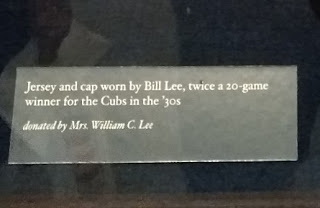 Jersey and cap worn by Bill Lee, twice a 20-game
winner for the Cubs in the '30s
donated by Mrs. William C. Lee